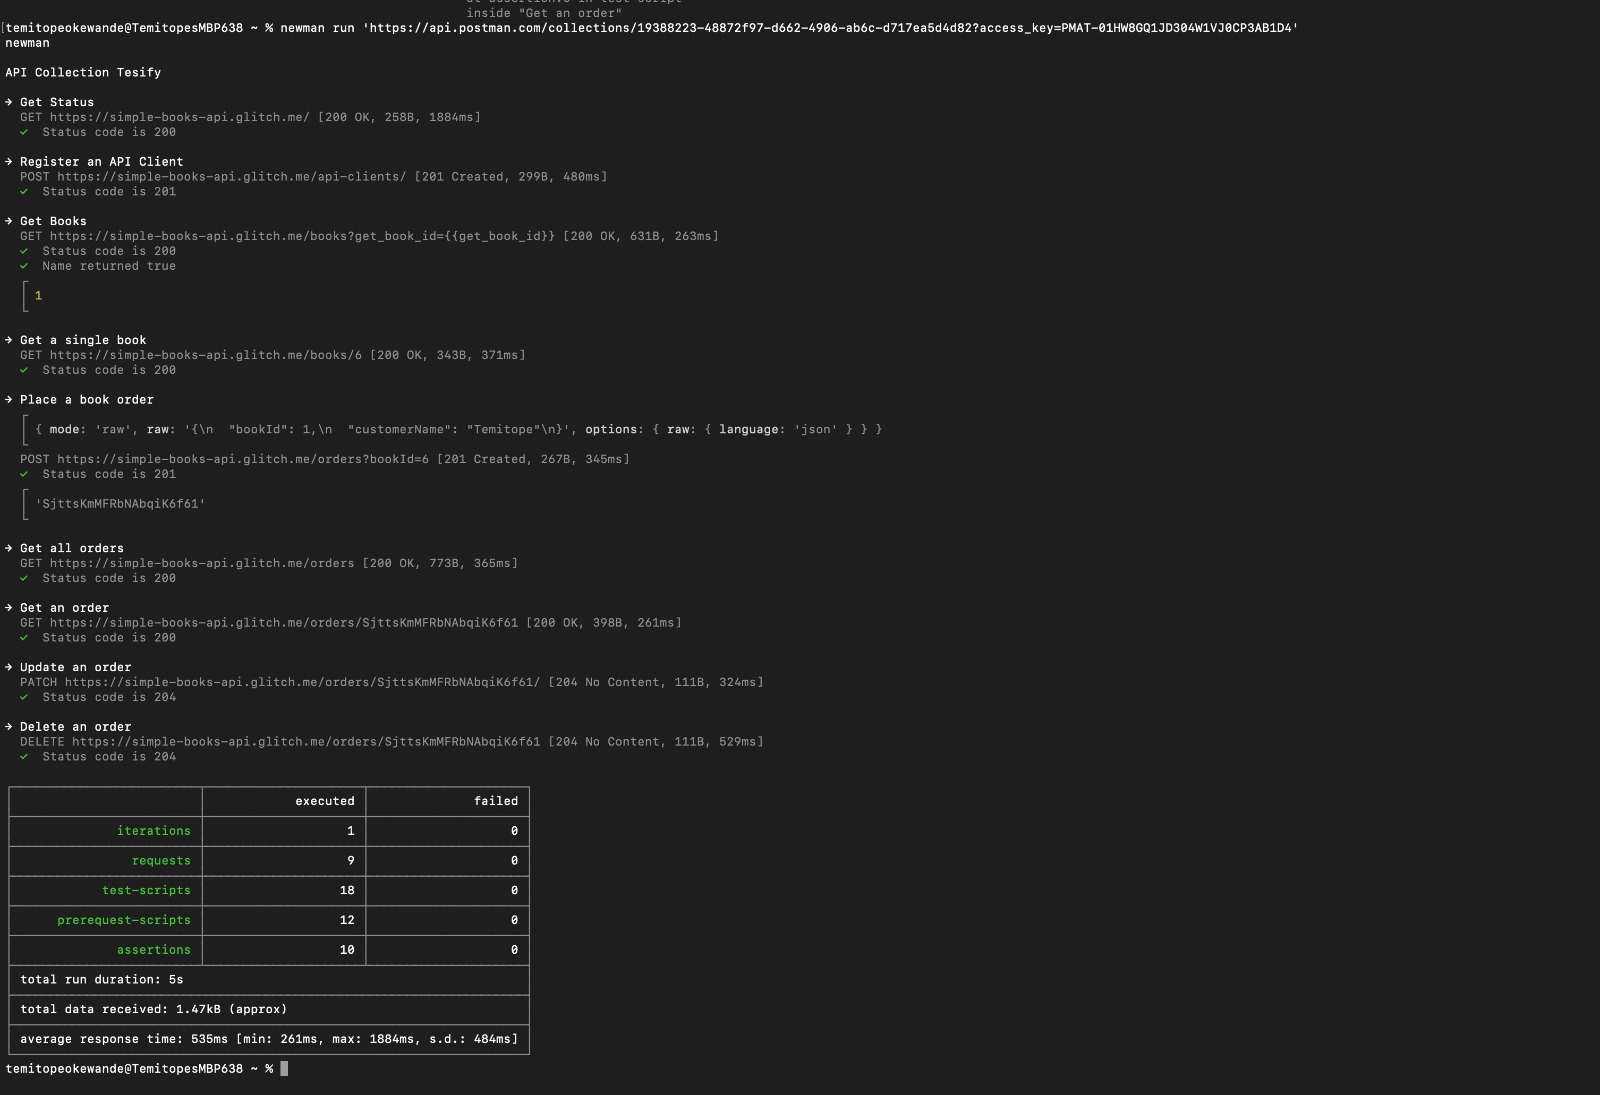 inside "Get an order"
[temitopeokewande@TemitopesMBP638 ~ % newman run 'https://api.postman.com/collections/19388223-48872f97-d662-4906-ab6c-d717ea5d4d82?access_key=PMAT-01HW8GQ1JD304W1VJ0CP3AB1D4'
newman
API Collection Tesify
→ Get Status
GET https://simple-books-api.glitch.me/ [200 OK, 258B, 1884ms]
✓ Status code is 200
→ Register an API Client
POST https://simple-books-api.glitch.me/api-clients/ [201 Created, 299B, 480ms]
✓ Status code is 201
→ Get Books
GET https://simple-books-api.glitch.me/books?get_book_id={{get_book_id}} [200 OK, 631B, 263ms]
✓ Status code is 200
✓ Name returned true
1
→ Get a single book
GET https://simple-books-api.glitch.me/books/6 [200 OK, 343B, 371ms]
✓ Status code is 200
→ Place a book order
{ mode: 'raw', raw: '{\n  "bookId": 1,\n  "customerName": "Temitope"\n}', options: { raw: { language: 'json' } } }
POST https://simple-books-api.glitch.me/orders?bookId=6 [201 Created, 267B, 345ms]
✓ Status code is 201
'SjttsKmMFRbNAbqiK6f61'
→ Get all orders
GET https://simple-books-api.glitch.me/orders [200 OK, 773B, 365ms]
✓ Status code is 200
→ Get an order
GET https://simple-books-api.glitch.me/orders/SjttsKmMFRbNAbqiK6f61 [200 OK, 398B, 261ms]
✓ Status code is 200
→ Update an order
PATCH https://simple-books-api.glitch.me/orders/SjttsKmMFRbNAbqiK6f61/ [204 No Content, 111B, 324ms]
✓ Status code is 204
→ Delete an order
DELETE https://simple-books-api.glitch.me/orders/SjttsKmMFRbNAbqiK6f61 [204 No Content, 111B, 529ms]
✓ Status code is 204
executed failed
iterations 1 0
requests 9 0
test-scripts 18 0
prerequest-scripts 12 0
assertions 10 0
total run duration: 5s
total data received: 1.47kB (approx)
average response time: 535ms [min: 261ms, max: 1884ms, s.d.: 484ms]
temitopeokewande@TemitopesMBP638 ~ %